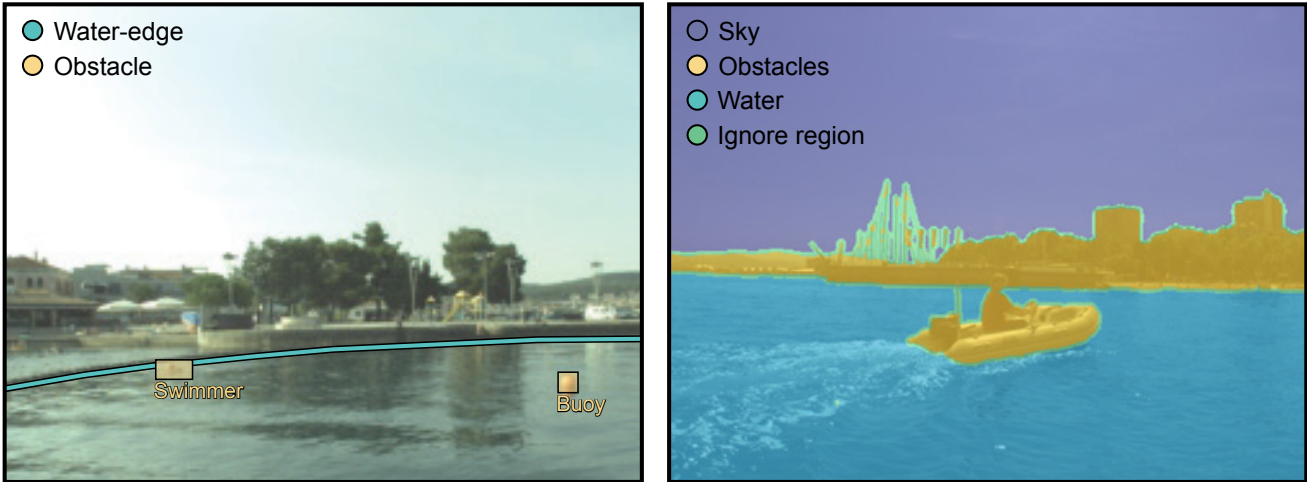 Water-edge
Obstacle
Swimmer
Buoy
Sky
Obstacles
Water
Ignore region